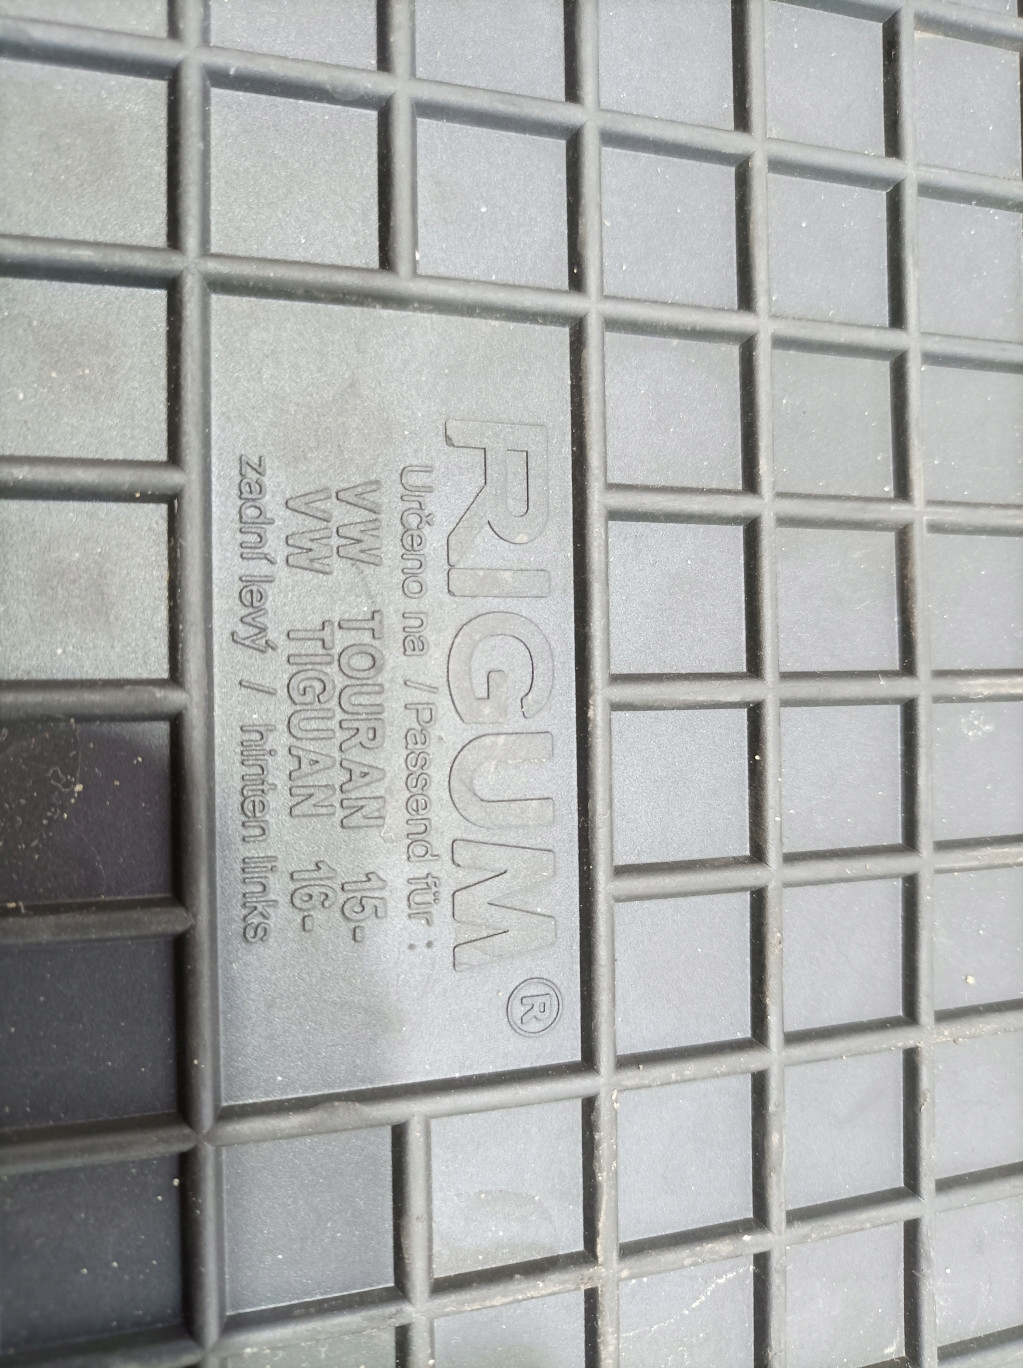 RIGUM®
Určeno na / Passend für :
VW TOURAN 15-
VW TIGUAN 16-
zadní levý / hinten links